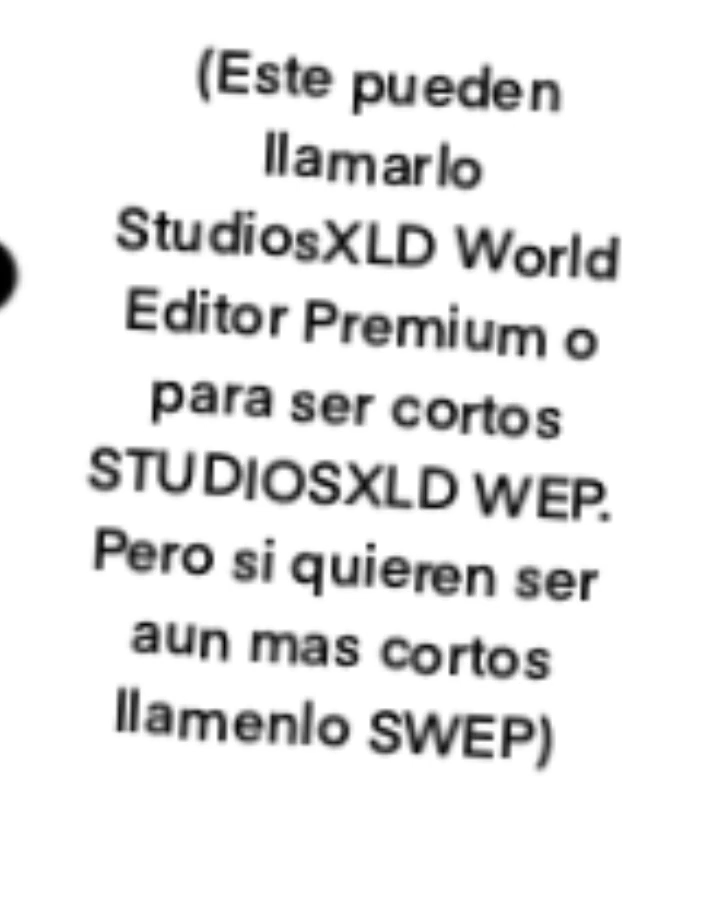 (Este pueden
llamarlo
StudiosXLD World
Editor Premium o
para ser cortos
STUDIOSXLD WEP.
Pero si quieren ser
aun mas cortos
llamenlo SWEP)